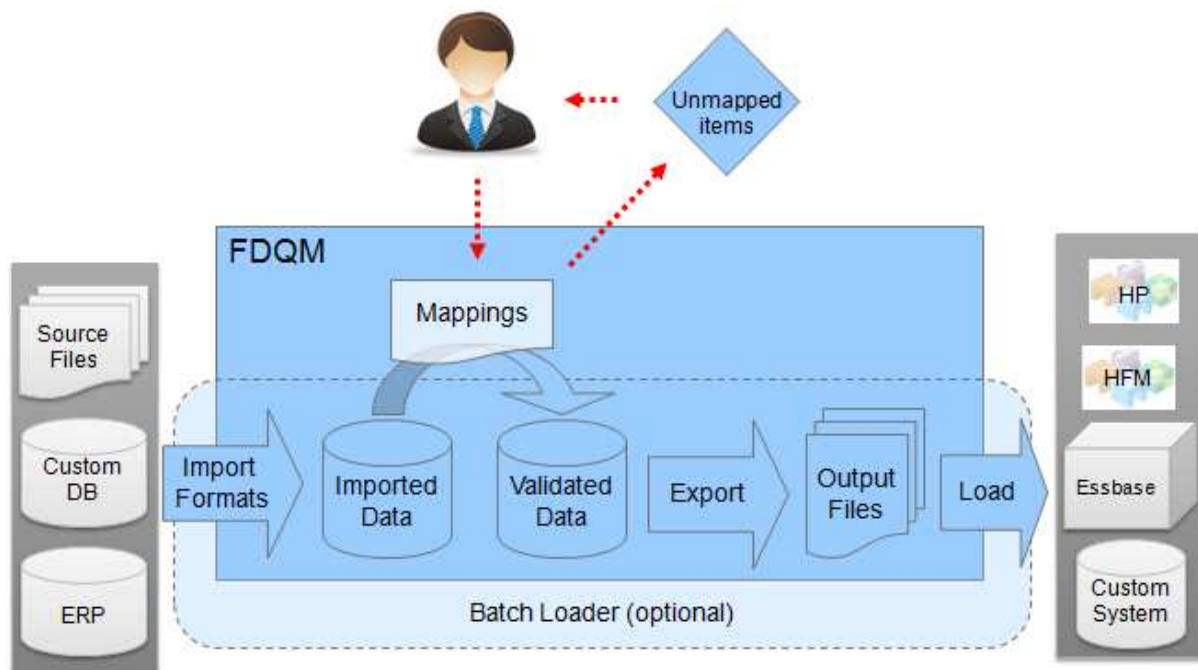 Unmapped
items
FDQM
Mappings
Source
Files
Custom
DB
ERP
Import
Formats
Imported
Data
Validated
Data
Export
Output
Files
Load
Batch Loader (optional)
HP
HFM
Essbase
Custom
System